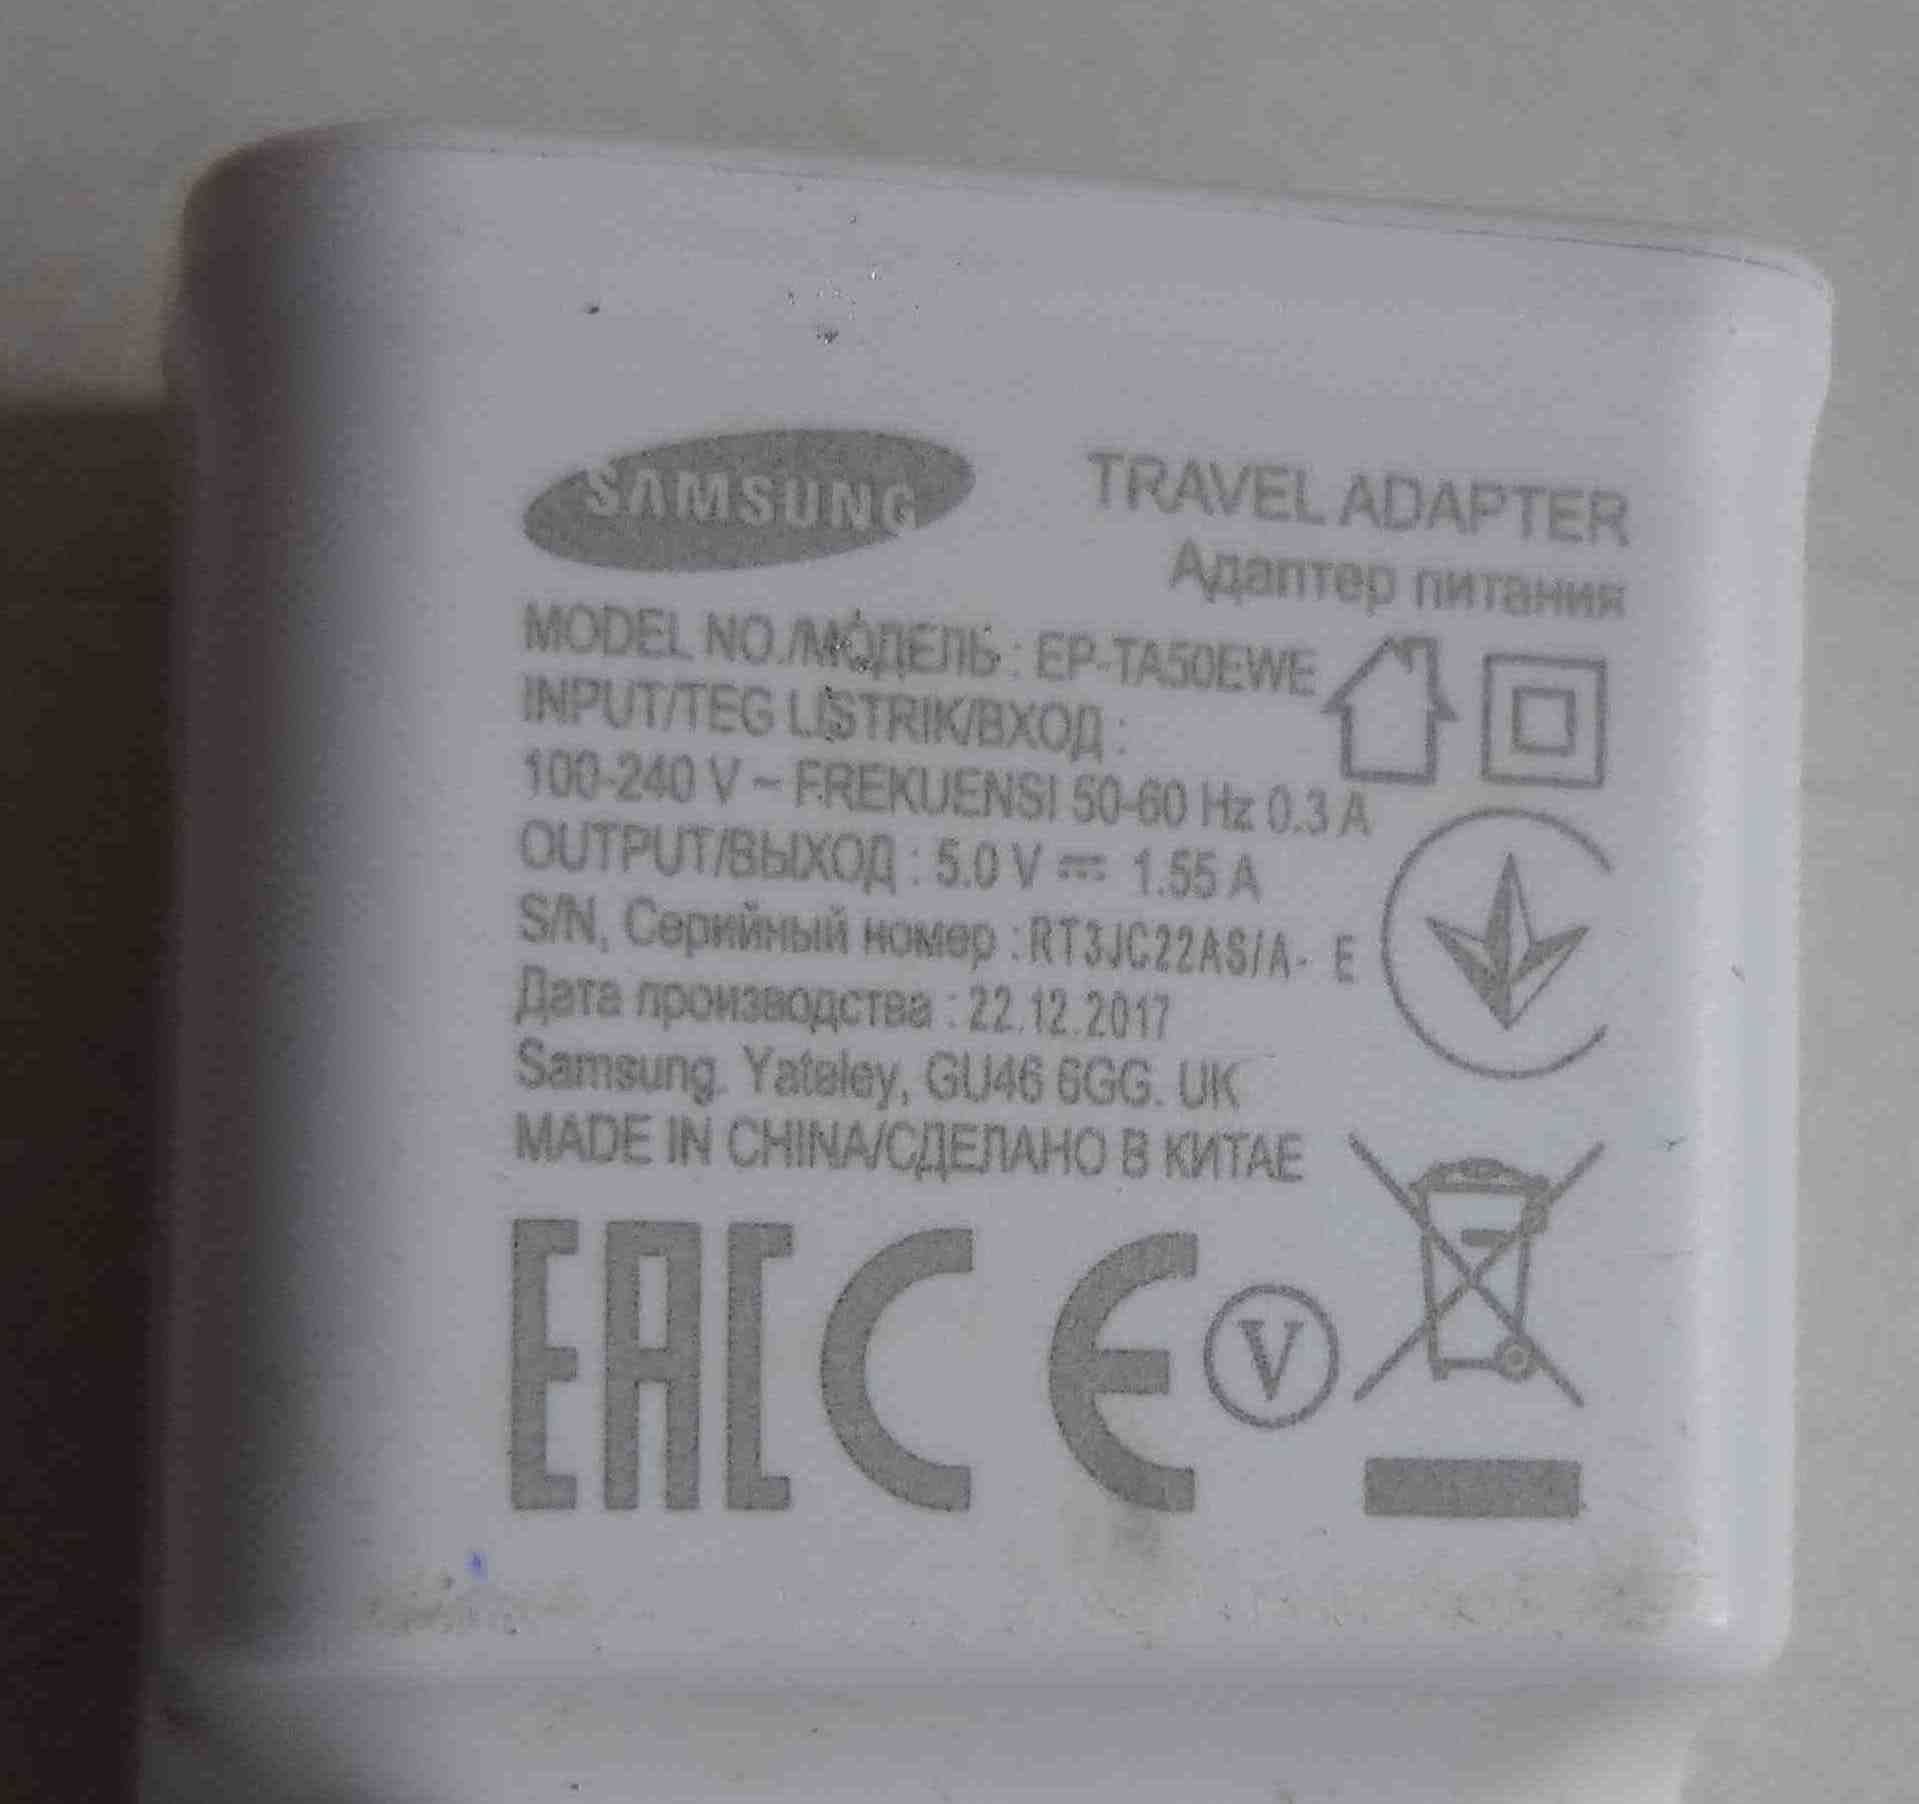 SAMSUNG
TRAVEL ADAPTER
Адаптер питания
MODEL NO./МОДЕЛЬ : EP-TA50EWE
INPUT/TEG LISTRIK/ВХОД :
100-240 V ~ FREKUENSI 50-60 Hz 0.3 A
OUTPUT/ВЫХОД : 5.0 V ⎓ 1.55 A
S/N, Серийный номер :RT3JC22AS/A- E
Дата производства : 22.12.2017
Samsung. Yateley, GU46 6GG. UK
MADE IN CHINA/СДЕЛАНО В КИТАЕ
EAC CE V